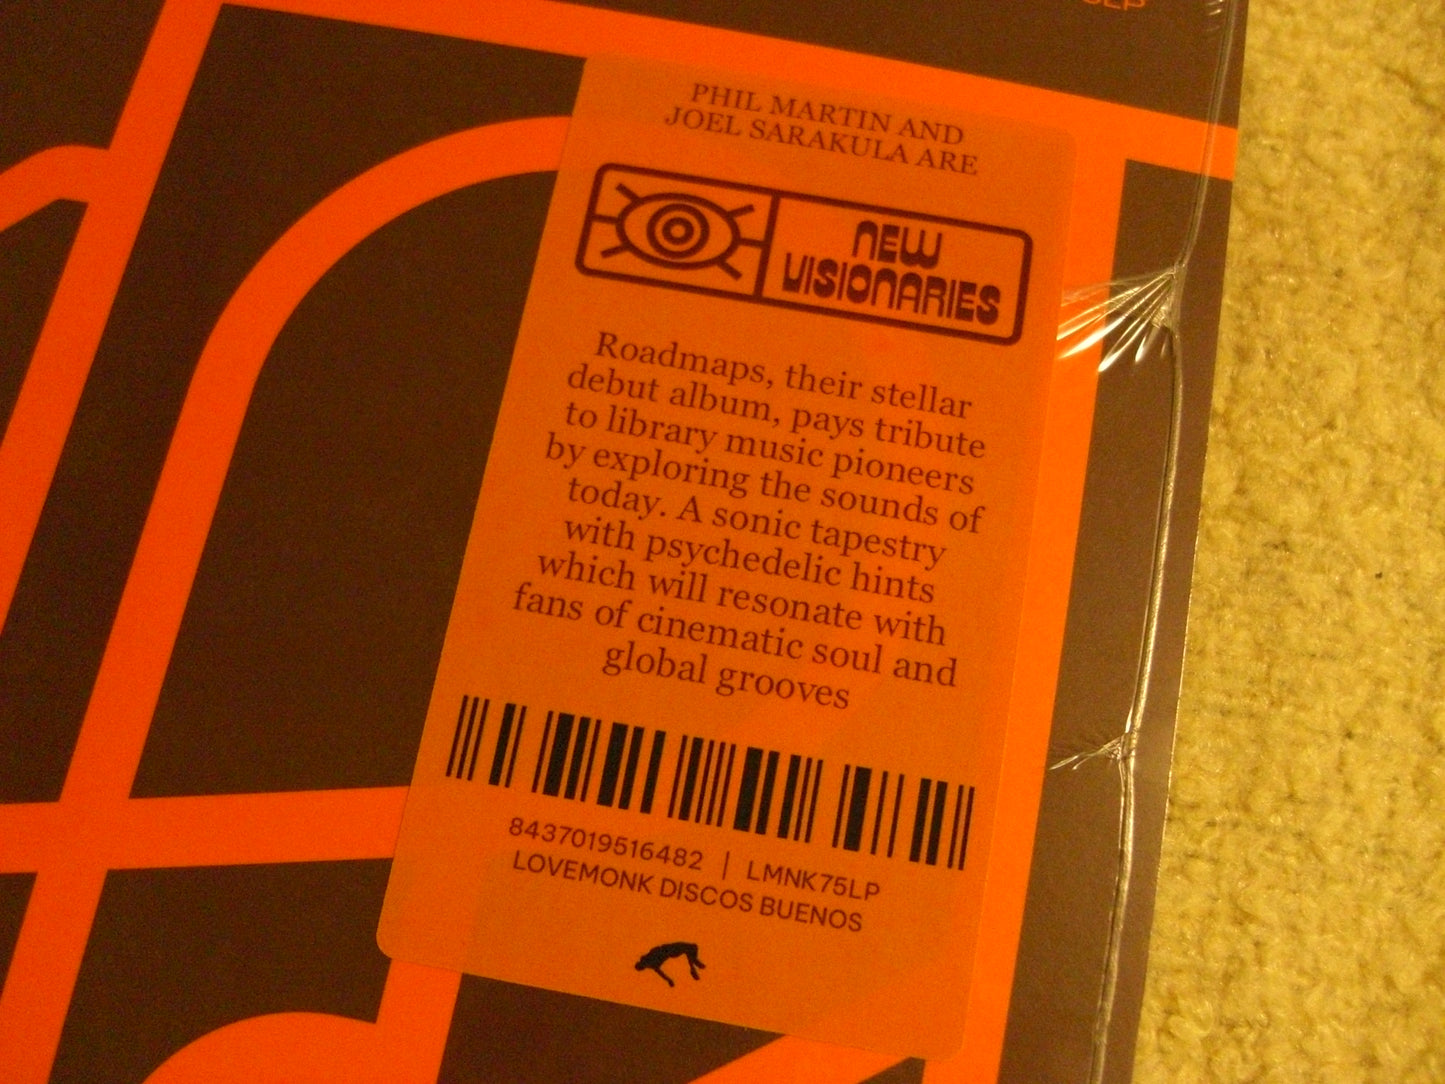 PHIL MARTIN AND
JOEL SARAKULA ARE
NEW
VISIONARIES
Roadmaps, their stellar
debut album, pays tribute
to library music pioneers
by exploring the sounds of
today. A sonic tapestry
with psychedelic hints
which will resonate with
fans of cinematic soul and
global grooves
8437019516482 | LMNK75LP
LOVEMONK DISCOS BUENOS